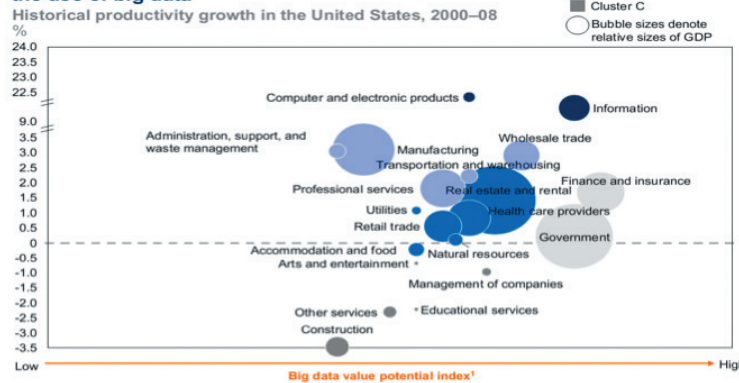 the use of big data
Historical productivity growth in the United States, 2000–08
%
Cluster C
Bubble sizes denote
relative sizes of GDP
24.0
23.5
23.0
22.5
9.0
3.5
3.0
2.5
2.0
1.5
1.0
0.5
0
-0.5
-1.0
-1.5
-2.0
-2.5
-3.0
-3.5
Computer and electronic products
Information
Administration, support, and
waste management
Manufacturing
Wholesale trade
Transportation and warehousing
Professional services
Real estate and rental
Finance and insurance
Utilities
Health care providers
Retail trade
Government
Accommodation and food
Natural resources
Arts and entertainment
Management of companies
Other services
Educational services
Construction
Low
Big data value potential index¹